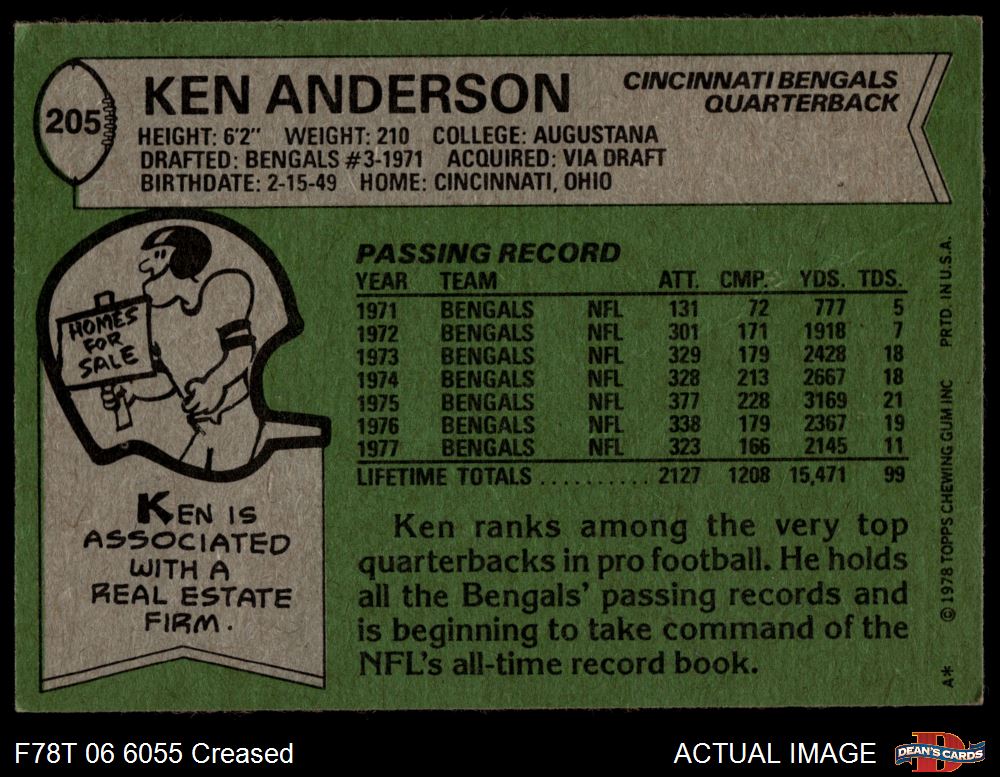 205
KEN ANDERSON
CINCINNATI BENGALS
QUARTERBACK
HEIGHT: 6'2" WEIGHT: 210 COLLEGE: AUGUSTANA
DRAFTED: BENGALS #3-1971 ACQUIRED: VIA DRAFT
BIRTHDATE: 2-15-49 HOME: CINCINNATI, OHIO
HOMES
FOR
SALE
KEN IS
ASSOCIATED
WITH A
REAL ESTATE
FIRM.
PASSING RECORD
YEAR TEAM ATT. CMP. YDS. TDS.
1971 BENGALS NFL 131 72 777 5
1972 BENGALS NFL 301 171 1918 7
1973 BENGALS NFL 329 179 2428 18
1974 BENGALS NFL 328 213 2667 18
1975 BENGALS NFL 377 228 3169 21
1976 BENGALS NFL 338 179 2367 19
1977 BENGALS NFL 323 166 2145 11
LIFETIME TOTALS .......... 2127 1208 15,471 99
Ken ranks among the very top
quarterbacks in pro football. He holds
all the Bengals' passing records and
is beginning to take command of the
NFL's all-time record book.
A* © 1978 TOPPS CHEWING GUM INC PRTD. IN U.S.A.
F78T 06 6055 Creased
ACTUAL IMAGE
DEAN'S CARDS